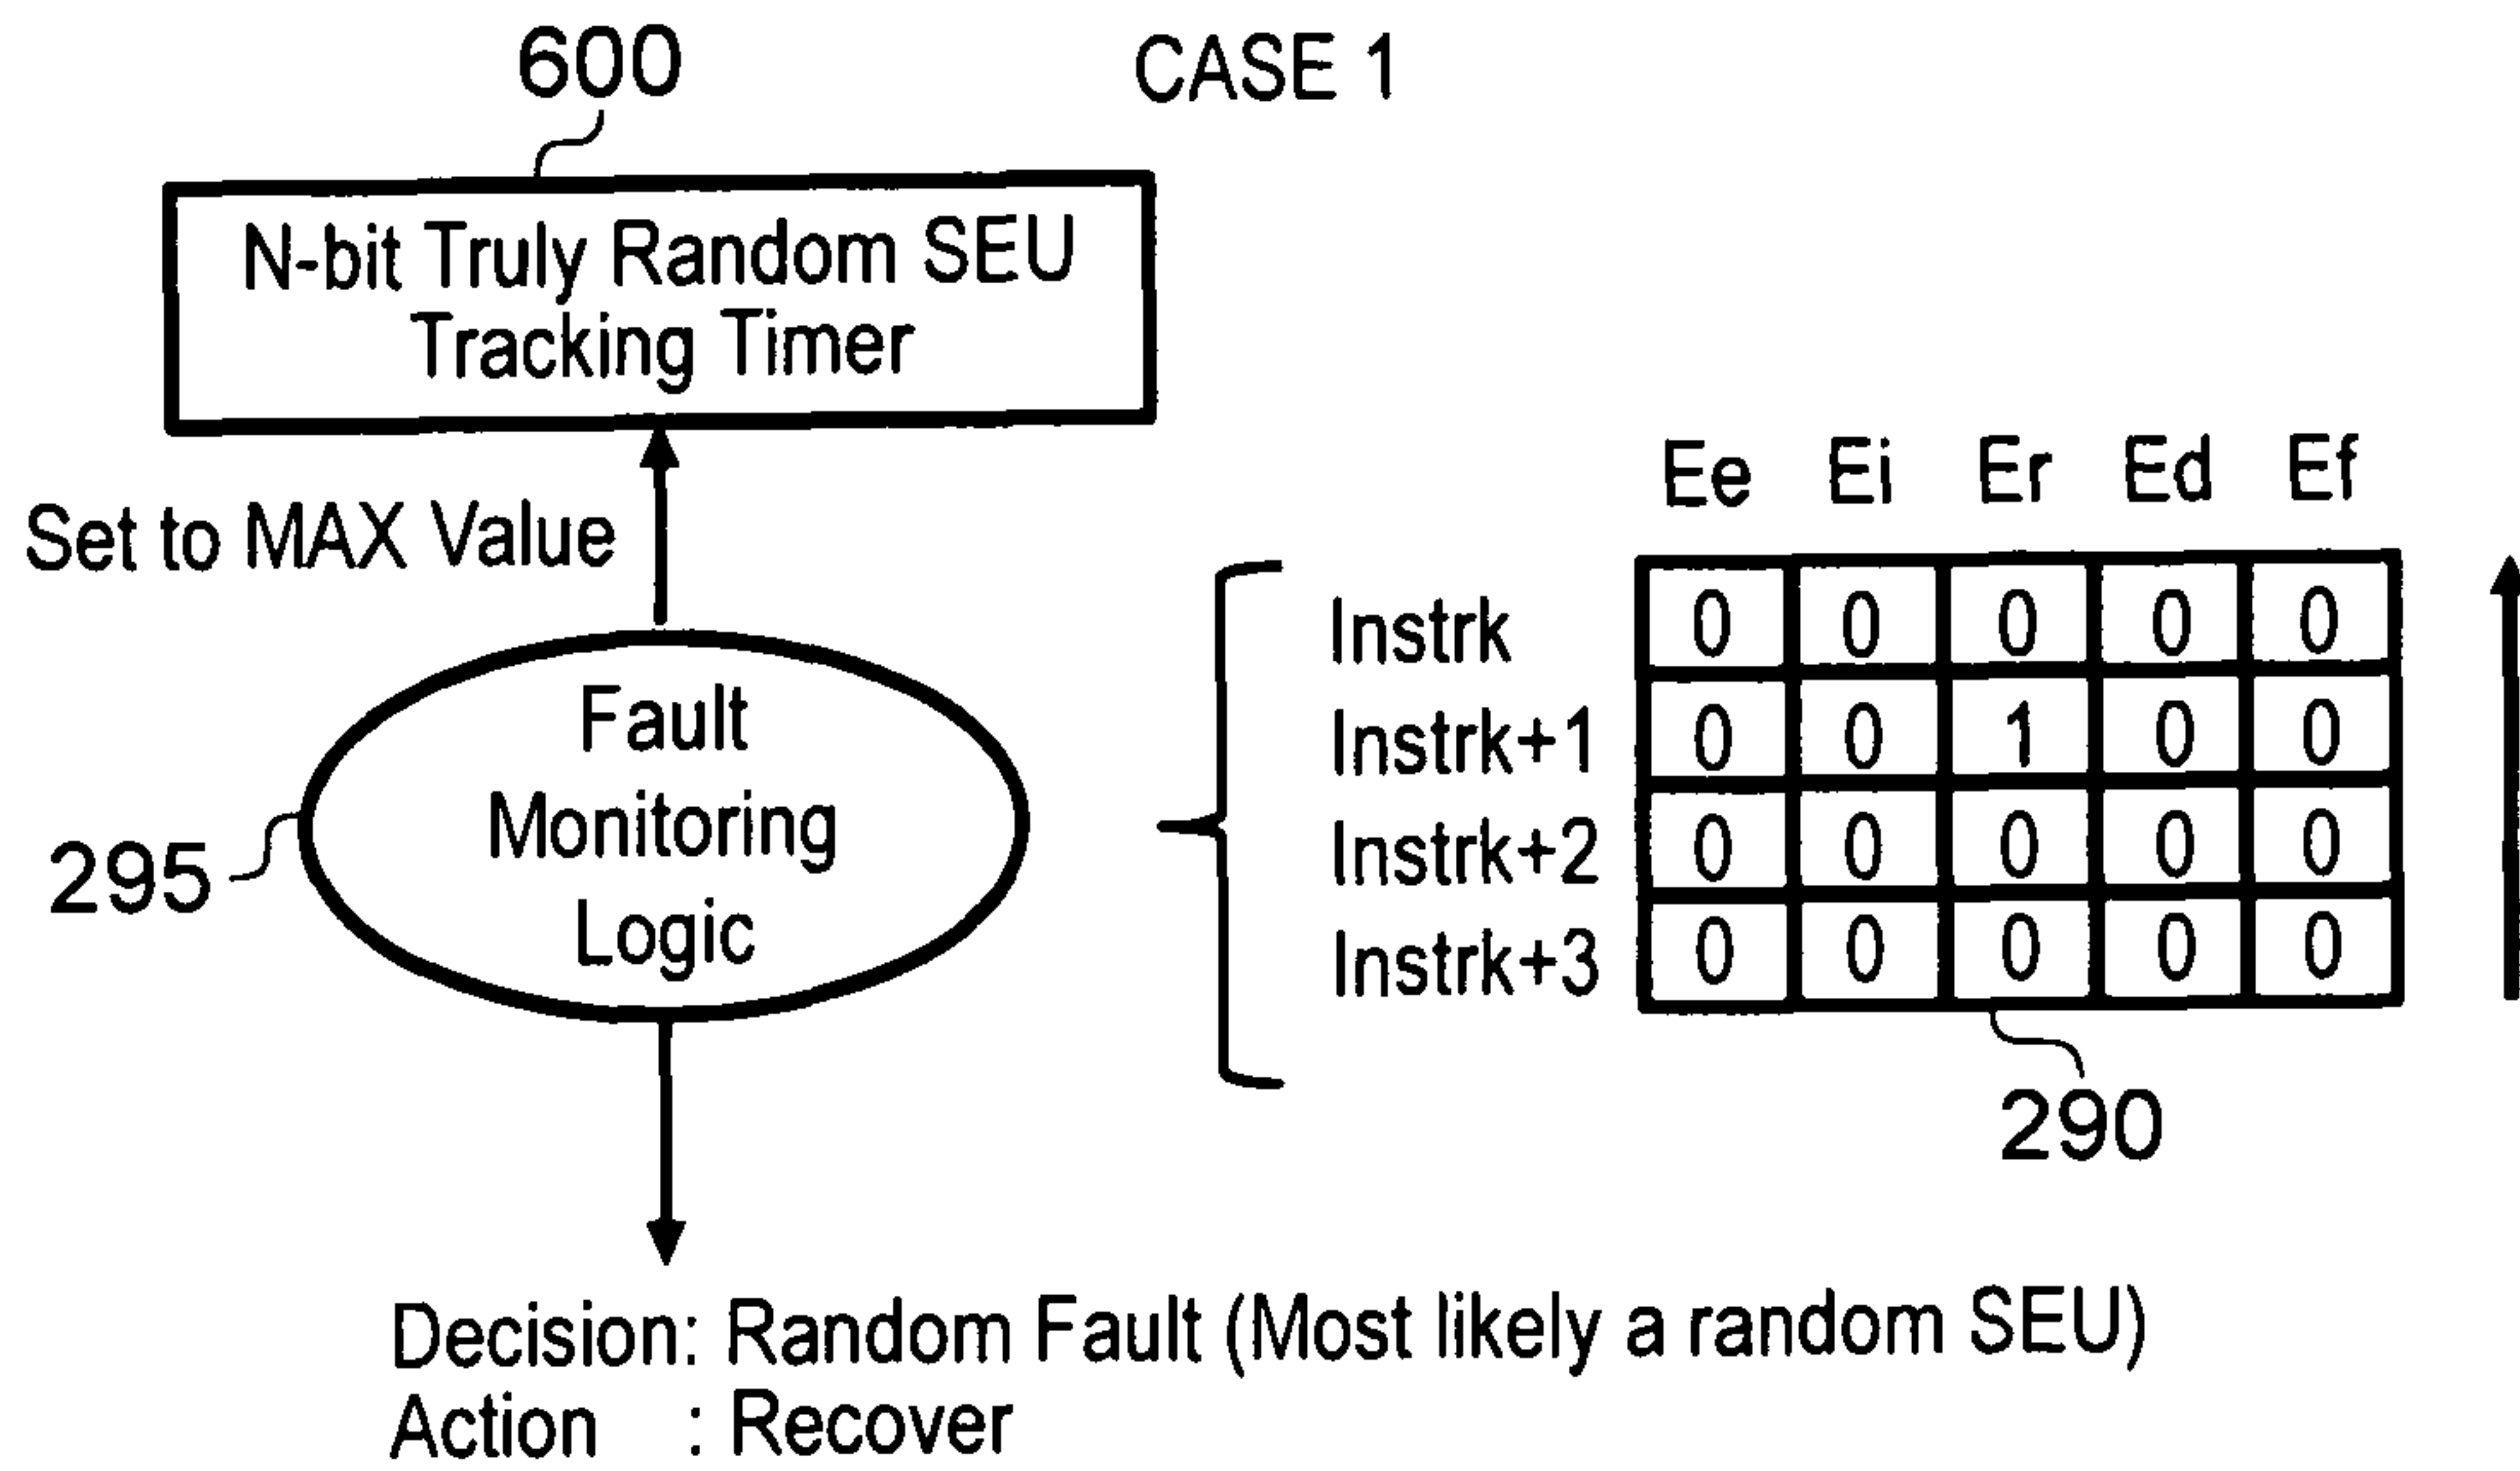 600
CASE 1
N-bit Truly Random SEU
Tracking Timer
Set to MAX Value
Ee Ei Er Ed Ef
Instrk 0 0 0 0 0
Instrk+1 0 0 1 0 0
Instrk+2 0 0 0 0 0
Instrk+3 0 0 0 0 0
Fault
Monitoring
Logic
295
290
Decision: Random Fault (Most likely a random SEU)
Action : Recover